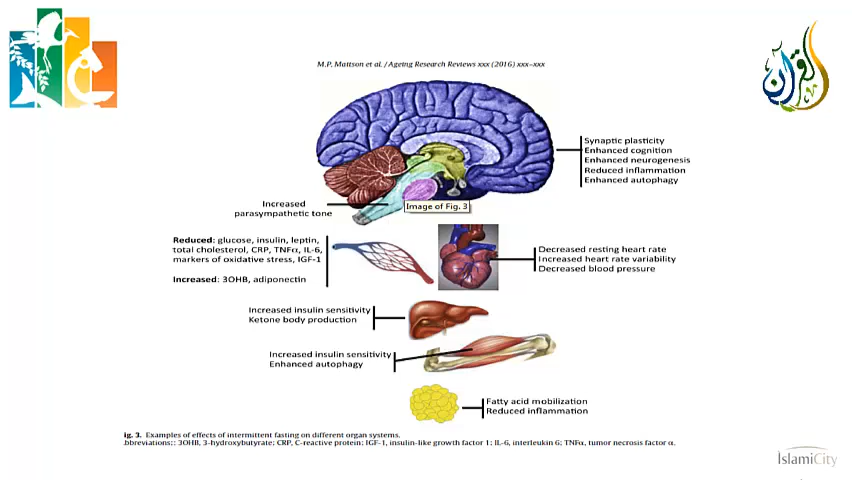 M.P. Mattson et al. / Ageing Research Reviews xxx (2016) xxx–xxx
القرآن
Synaptic plasticity
Enhanced cognition
Enhanced neurogenesis
Reduced inflammation
Enhanced autophagy
Increased
parasympathetic tone
Image of Fig. 3
Reduced: glucose, insulin, leptin,
total cholesterol, CRP, TNFα, IL-6,
markers of oxidative stress, IGF-1
Increased: 3OHB, adiponectin
Decreased resting heart rate
Increased heart rate variability
Decreased blood pressure
Increased insulin sensitivity
Ketone body production
Increased insulin sensitivity
Enhanced autophagy
Fatty acid mobilization
Reduced inflammation
ig. 3. Examples of effects of intermittent fasting on different organ systems.
.bbreviations:: 3OHB, 3-hydroxybutyrate; CRP, C-reactive protein; IGF-1, insulin-like growth factor 1; IL-6, interleukin 6; TNFα, tumor necrosis factor α.
IslamiCity